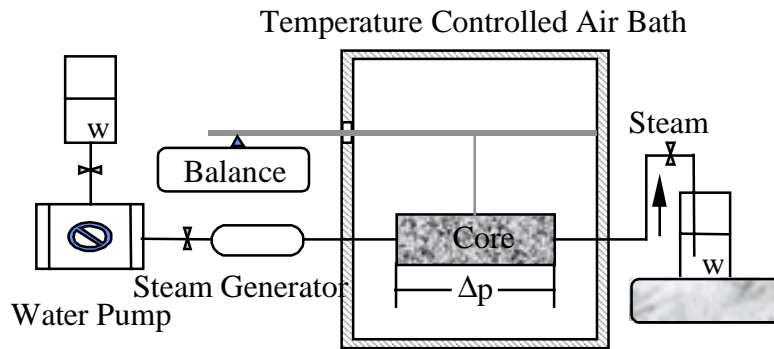 Temperature Controlled Air Bath
w
Balance
Steam
Core
w
Steam Generator
Δp
Water Pump